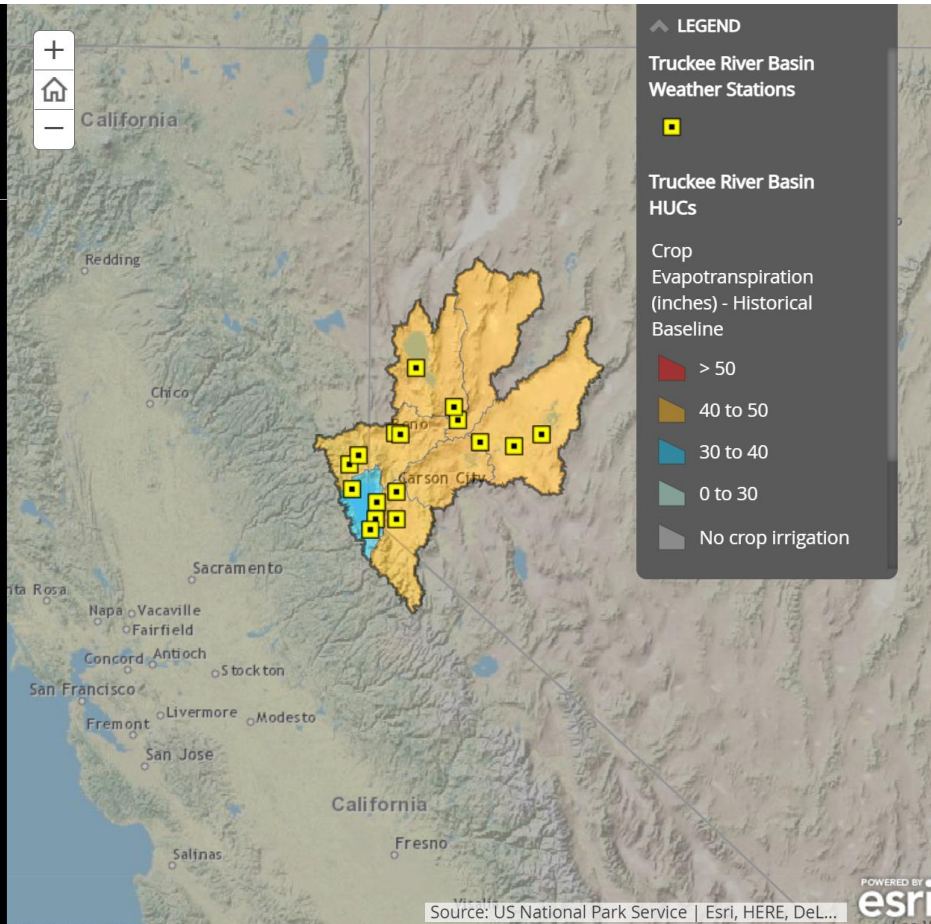 +
−
LEGEND
Truckee River Basin
Weather Stations
Truckee River Basin
HUCs
Crop
Evapotranspiration
(inches) - Historical
Baseline
> 50
40 to 50
30 to 40
0 to 30
No crop irrigation
California
Redding
Chico
Carson City
Sacramento
Napa
Vacaville
Fairfield
Concord
Antioch
Stockton
San Francisco
Livermore
Modesto
Fremont
San Jose
California
Fresno
Salinas
POWERED BY
esri
Source: US National Park Service | Esri, HERE, DeL...